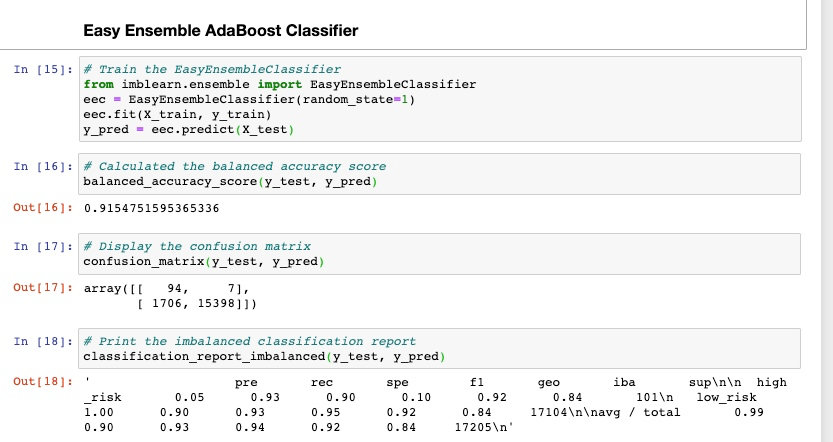 Easy Ensemble AdaBoost Classifier
In [15]: # Train the EasyEnsembleClassifier
from imblearn.ensemble import EasyEnsembleClassifier
eec = EasyEnsembleClassifier(random_state=1)
eec.fit(X_train, y_train)
y_pred = eec.predict(X_test)
In [16]: # Calculated the balanced accuracy score
balanced_accuracy_score(y_test, y_pred)
Out[16]: 0.9154751595365336
In [17]: # Display the confusion matrix
confusion_matrix(y_test, y_pred)
Out[17]: array([[   94,     7],
[ 1706, 15398]])
In [18]: # Print the imbalanced classification report
classification_report_imbalanced(y_test, y_pred)
Out[18]: '                   pre       rec       spe        f1       geo       iba       sup\n\n  high
_risk       0.05      0.93      0.90      0.10      0.92      0.84       101\n   low_risk
1.00      0.90      0.93      0.95      0.92      0.84     17104\n\navg / total       0.99
0.90      0.93      0.94      0.92      0.84     17205\n'